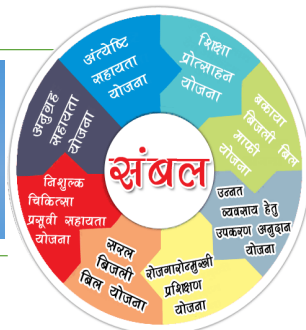 संबल
अंत्येष्टि
सहायता
योजना
शिक्षा
प्रोत्साहन
योजना
बकाया
बिजली बिल
माफी
योजना
उन्नत
व्यवसाय हेतु
उपकरण अनुदान
योजना
रोजगारोन्मुखी
प्रशिक्षण
योजना
सरल
बिजली
बिल योजना
निशुल्क
चिकित्सा
प्रसूवी सहायता
योजना
अनुग्रह
सहायता
योजना